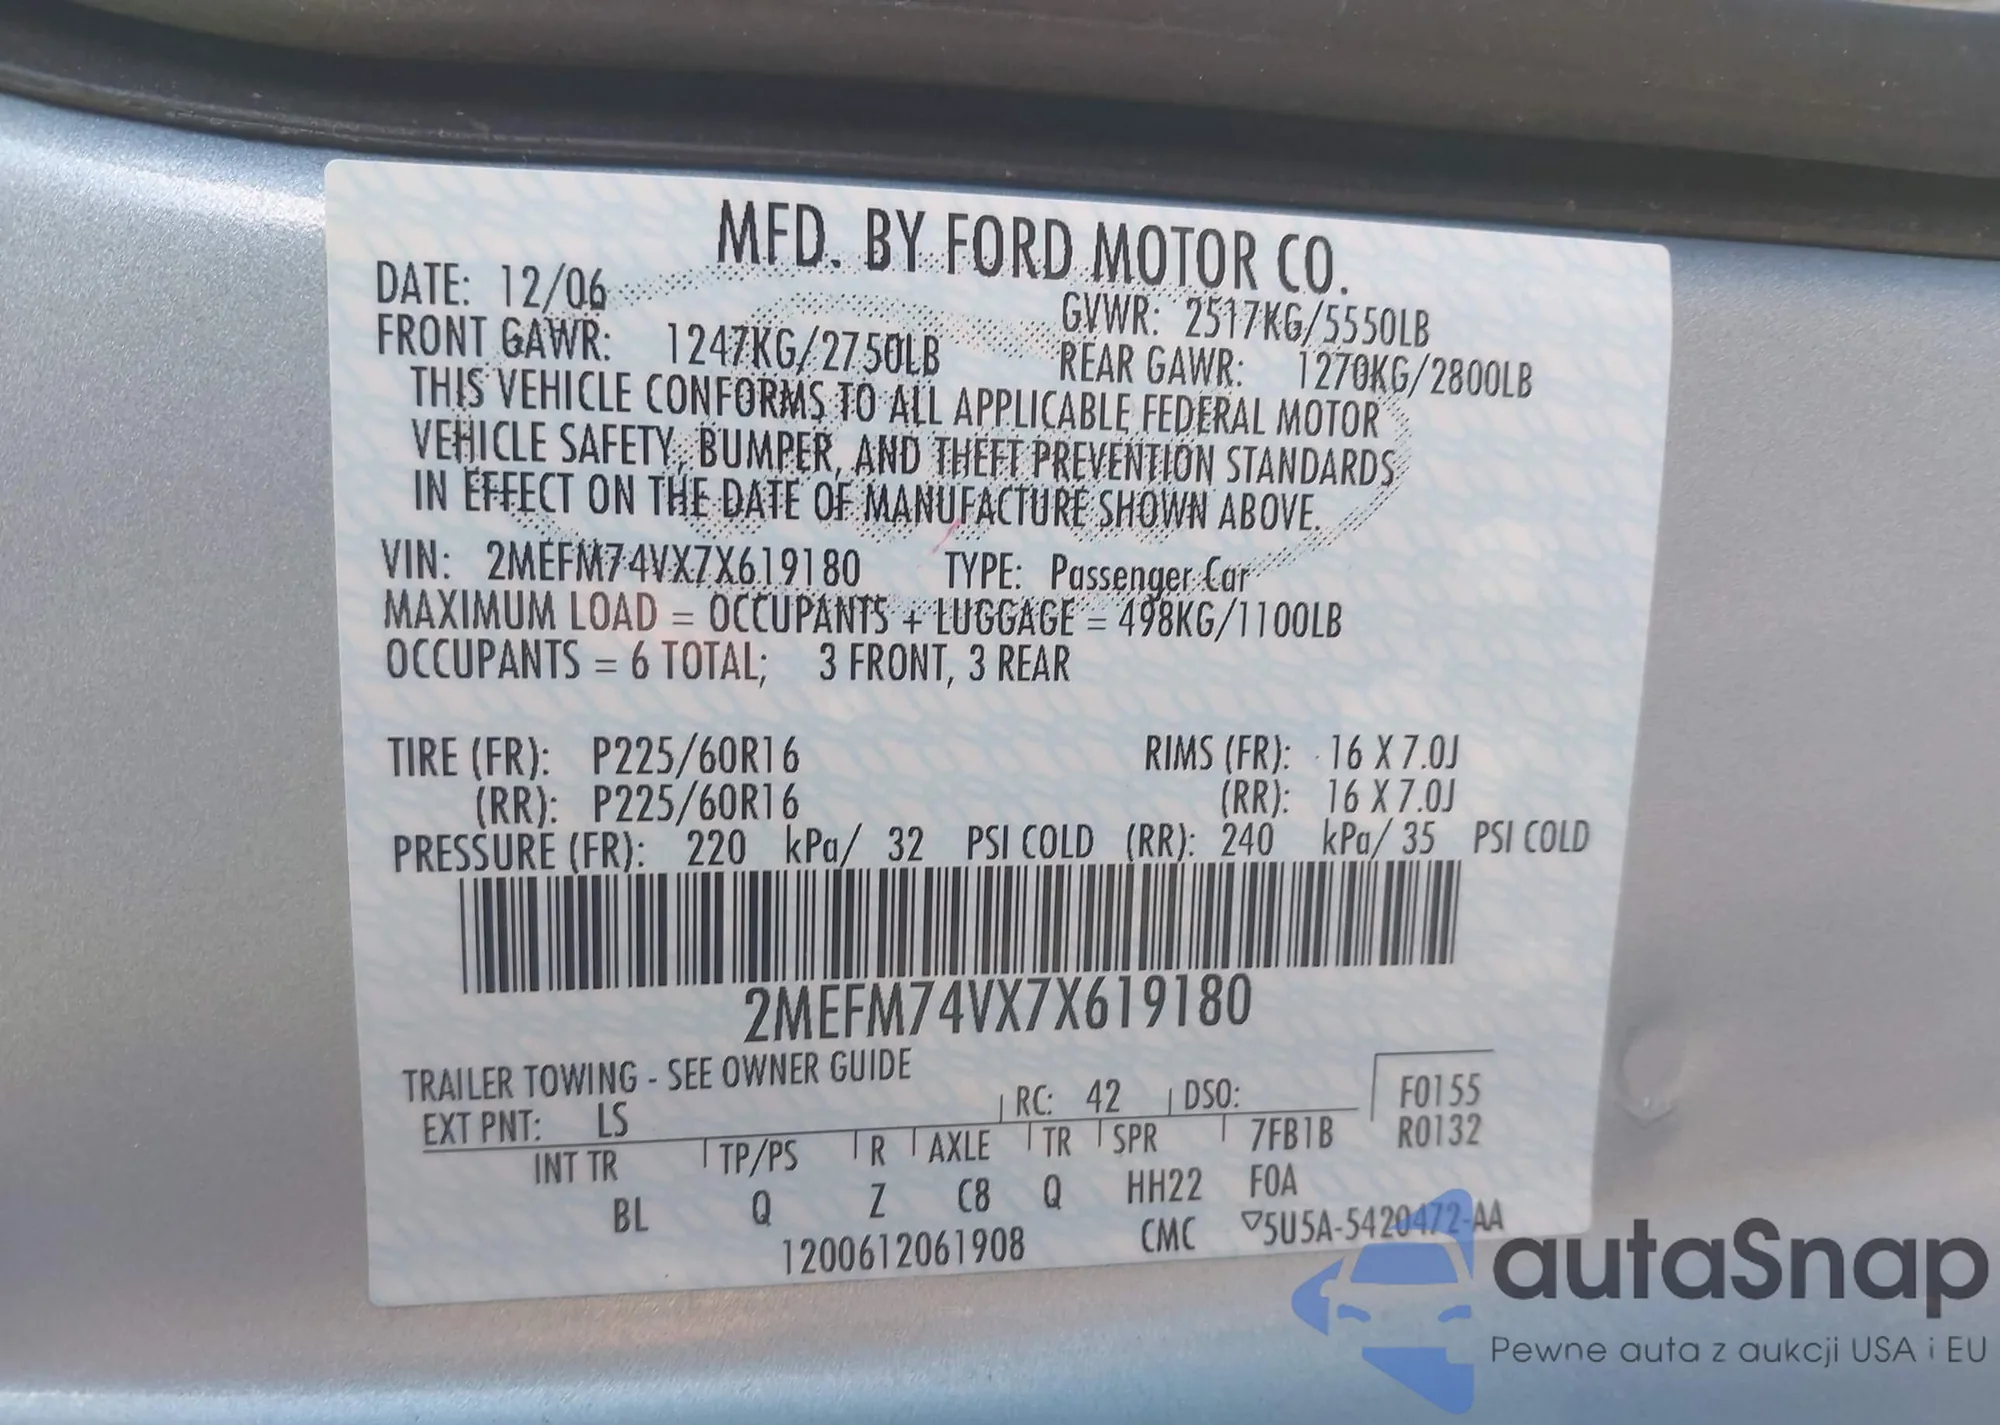 MFD. BY FORD MOTOR CO.
DATE: 12/06 GVWR: 2517KG/5550LB
FRONT GAWR: 1247KG/2750LB REAR GAWR: 1270KG/2800LB
THIS VEHICLE CONFORMS TO ALL APPLICABLE FEDERAL MOTOR
VEHICLE SAFETY, BUMPER, AND THEFT PREVENTION STANDARDS
IN EFFECT ON THE DATE OF MANUFACTURE SHOWN ABOVE.
VIN: 2MEFM74VX7X619180 TYPE: Passenger Car
MAXIMUM LOAD = OCCUPANTS + LUGGAGE = 498KG/1100LB
OCCUPANTS = 6 TOTAL; 3 FRONT, 3 REAR
TIRE (FR): P225/60R16 RIMS (FR): 16 X 7.0J
(RR): P225/60R16 (RR): 16 X 7.0J
PRESSURE (FR): 220 kPa/ 32 PSI COLD (RR): 240 kPa/ 35 PSI COLD
2MEFM74VX7X619180
TRAILER TOWING - SEE OWNER GUIDE
EXT PNT: LS RC: 42 DSO: F0155
INT TR TP/PS R AXLE TR SPR 7FB1B R0132
BL Q Z C8 Q HH22 F0A
1200612061908 CMC ▽5U5A-5420472-AA
autaSnap
Pewne auta z aukcji USA i EU